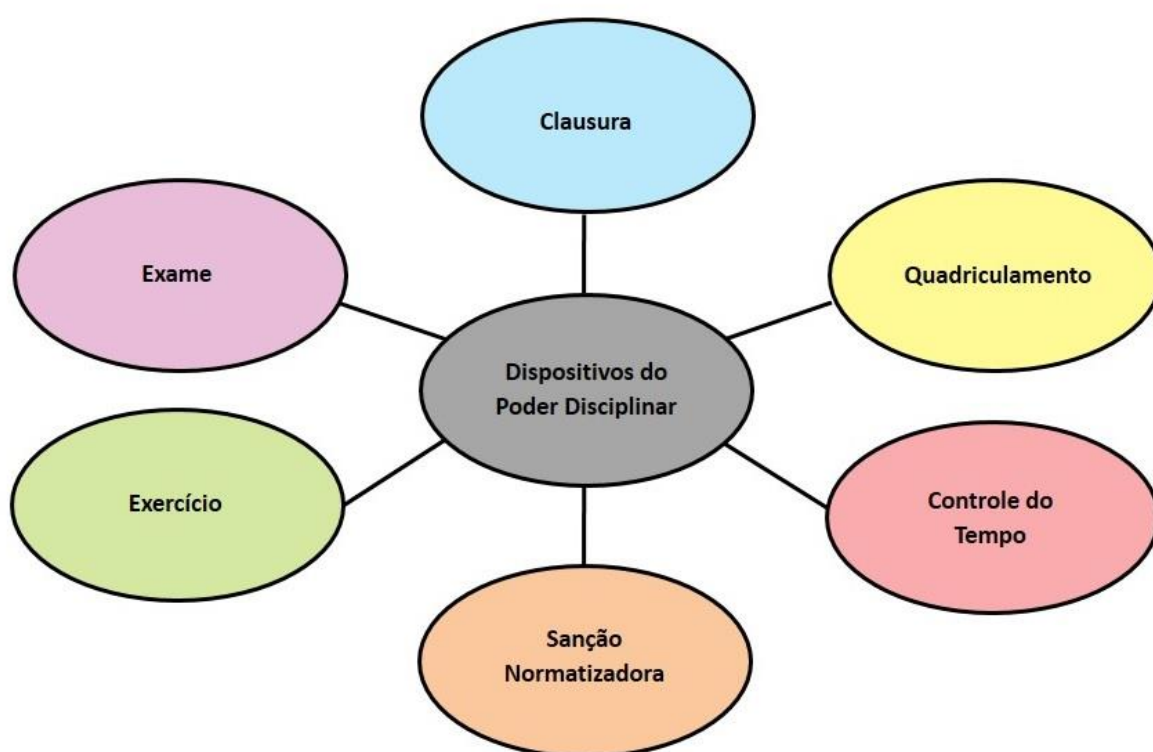 Clausura
Exame
Quadriculamento
Dispositivos do
Poder Disciplinar
Exercício
Controle do
Tempo
Sanção
Normatizadora